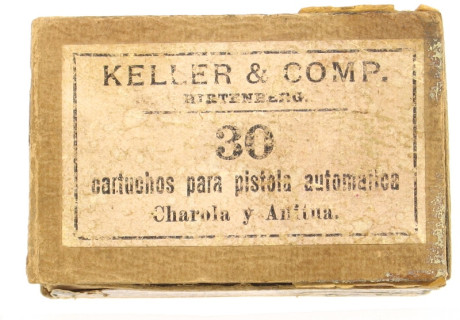 KELLER & COMP.
HIRTENBERG.
30
cartuchos para pistola automatica
Charola y Anitua.